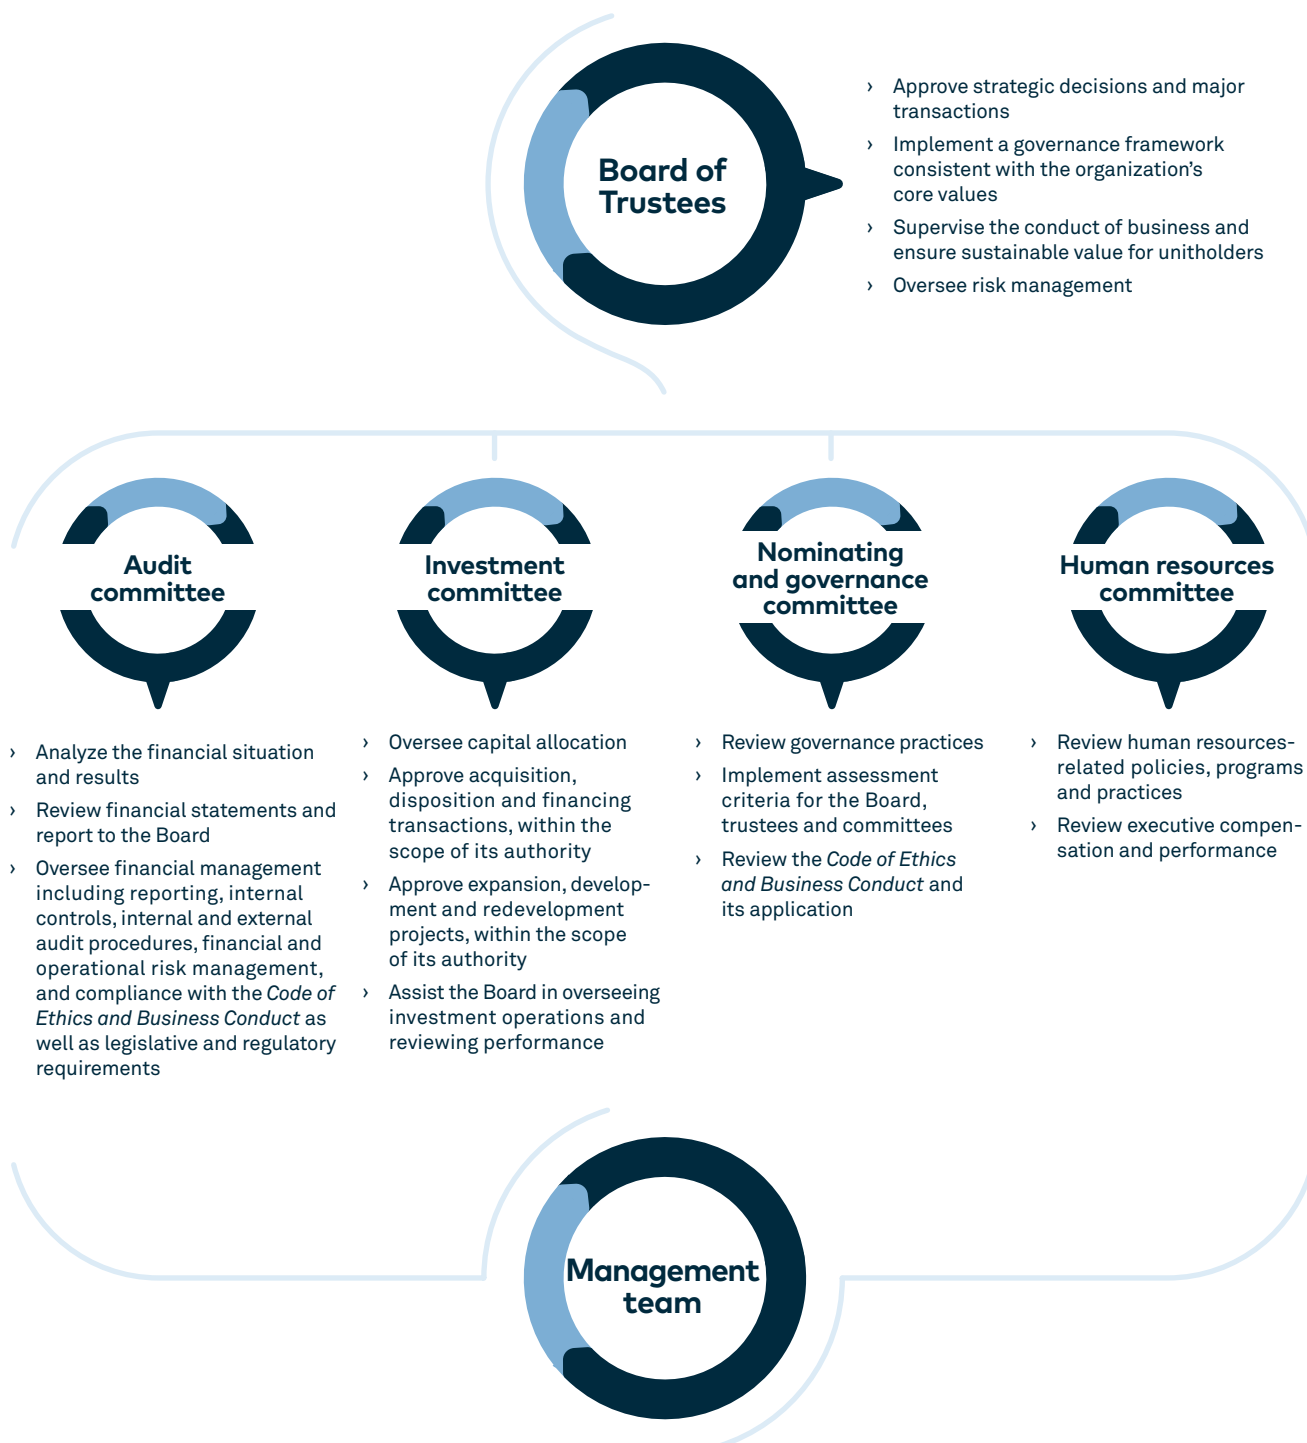 Board of
Trustees
› Approve strategic decisions and major
transactions
› Implement a governance framework
consistent with the organization's
core values
› Supervise the conduct of business and
ensure sustainable value for unitholders
› Oversee risk management
Audit
committee
› Analyze the financial situation
and results
› Review financial statements and
report to the Board
› Oversee financial management
including reporting, internal
controls, internal and external
audit procedures, financial and
operational risk management,
and compliance with the Code of
Ethics and Business Conduct as
well as legislative and regulatory
requirements
Investment
committee
› Oversee capital allocation
› Approve acquisition,
disposition and financing
transactions, within the
scope of its authority
› Approve expansion, develop-
ment and redevelopment
projects, within the scope
of its authority
› Assist the Board in overseeing
investment operations and
reviewing performance
Nominating
and governance
committee
› Review governance practices
› Implement assessment
criteria for the Board,
trustees and committees
› Review the Code of Ethics
and Business Conduct and
its application
Human resources
committee
› Review human resources-
related policies, programs
and practices
› Review executive compen-
sation and performance
Management
team